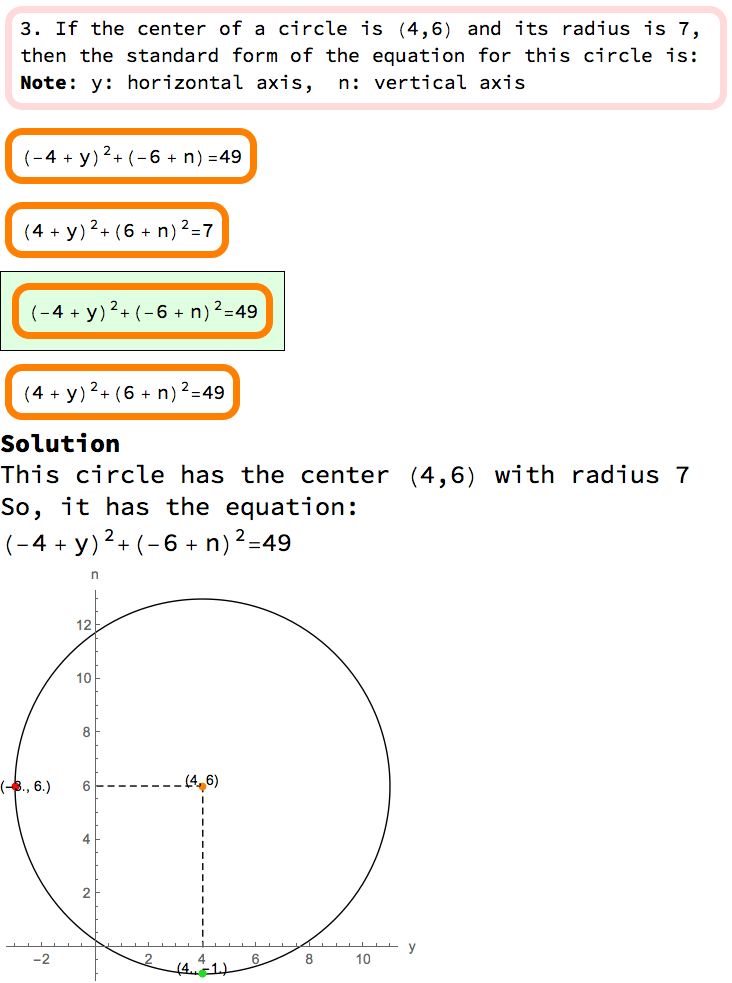 3. If the center of a circle is (4,6) and its radius is 7,
then the standard form of the equation for this circle is:
Note: y: horizontal axis, n: vertical axis
(-4 + y)²+(-6 + n)=49
(4 + y)²+(6 + n)²=7
(-4 + y)²+(-6 + n)²=49
(4 + y)²+(6 + n)²=49
Solution
This circle has the center (4,6) with radius 7
So, it has the equation:
(-4 + y)²+(-6 + n)²=49
n
12
10
8
(4, 6)
(-3., 6.) 6
4
2
y
-2 2 4 6 8 10
(4., -1.)